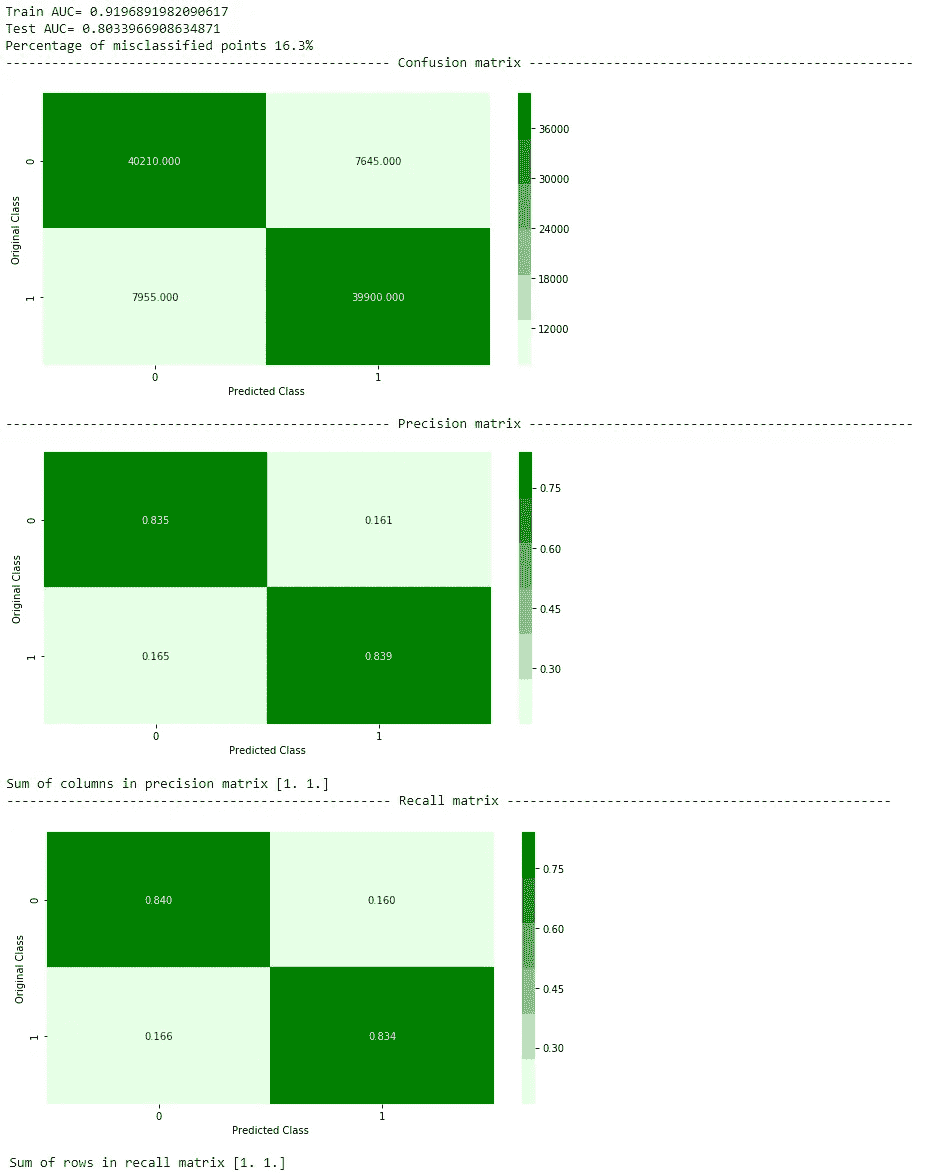 Train AUC= 0.9196891982090617
Test AUC= 0.8033966908634871
Percentage of misclassified points 16.3%
-------------------------------------------------- Confusion matrix --------------------------------------------------
36000
0
40210.000
7645.000
30000
Original Class
24000
18000
1
7955.000
39900.000
12000
0
1
Predicted Class
-------------------------------------------------- Precision matrix --------------------------------------------------
0.75
0
0.835
0.161
0.60
Original Class
0.45
1
0.165
0.839
0.30
0
1
Predicted Class
Sum of columns in precision matrix [1. 1.]
-------------------------------------------------- Recall matrix --------------------------------------------------
0.75
0
0.840
0.160
0.60
Original Class
0.45
1
0.166
0.834
0.30
0
1
Predicted Class
Sum of rows in recall matrix [1. 1.]